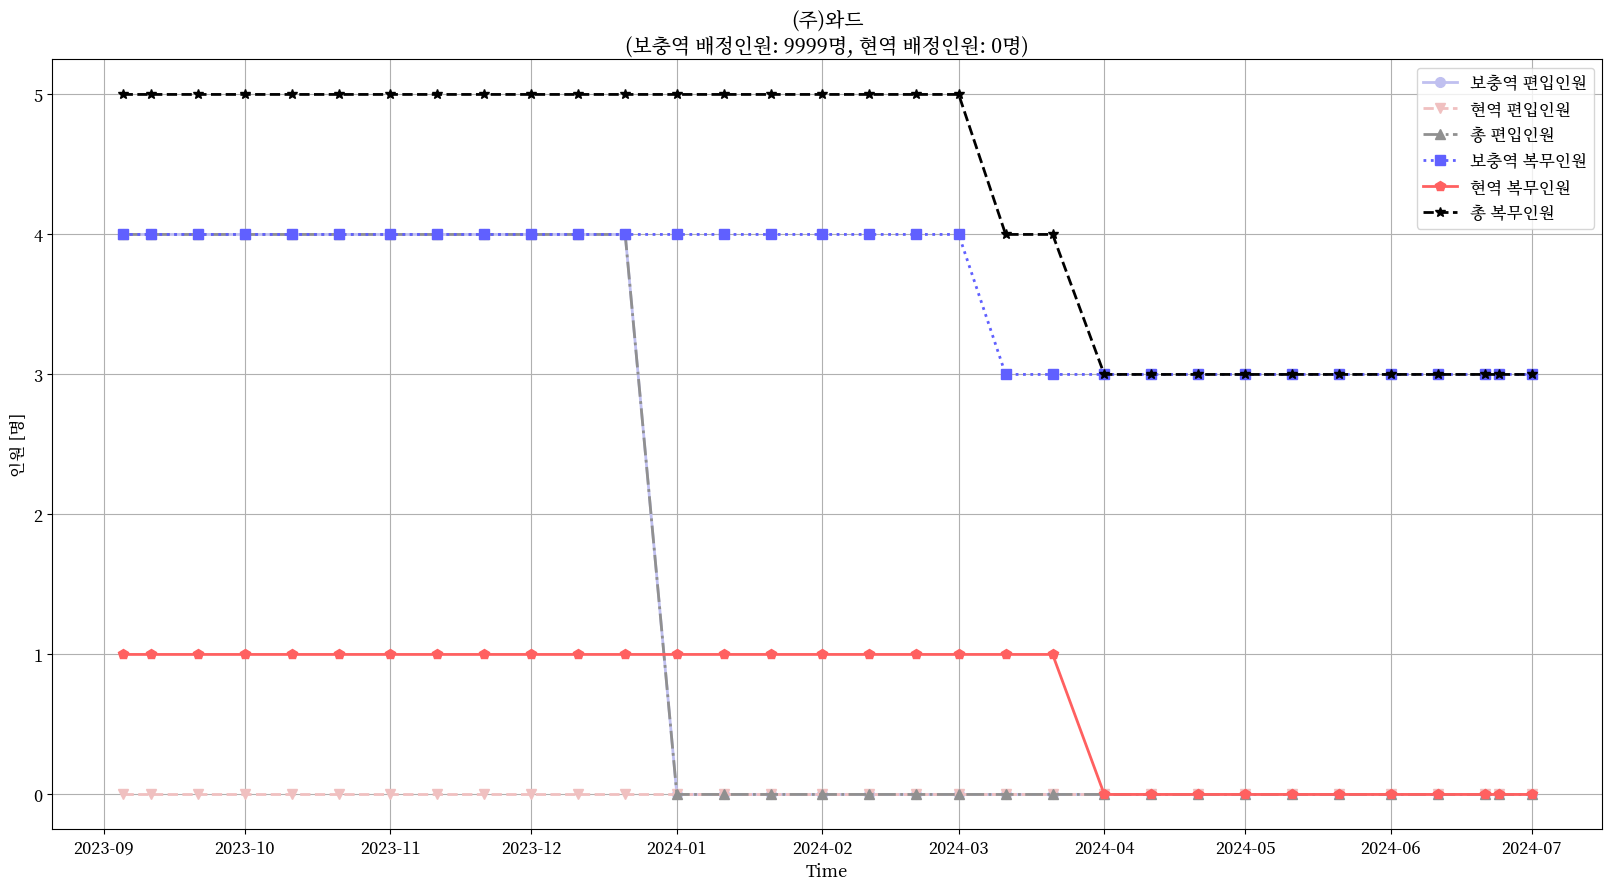 (주)와드
(보충역 배정인원: 9999명, 현역 배정인원: 0명)
보충역 편입인원
현역 편입인원
총 편입인원
보충역 복무인원
현역 복무인원
총 복무인원
인원 [명]
5
4
3
2
1
0
2023-09 2023-10 2023-11 2023-12 2024-01 2024-02 2024-03 2024-04 2024-05 2024-06 2024-07
Time